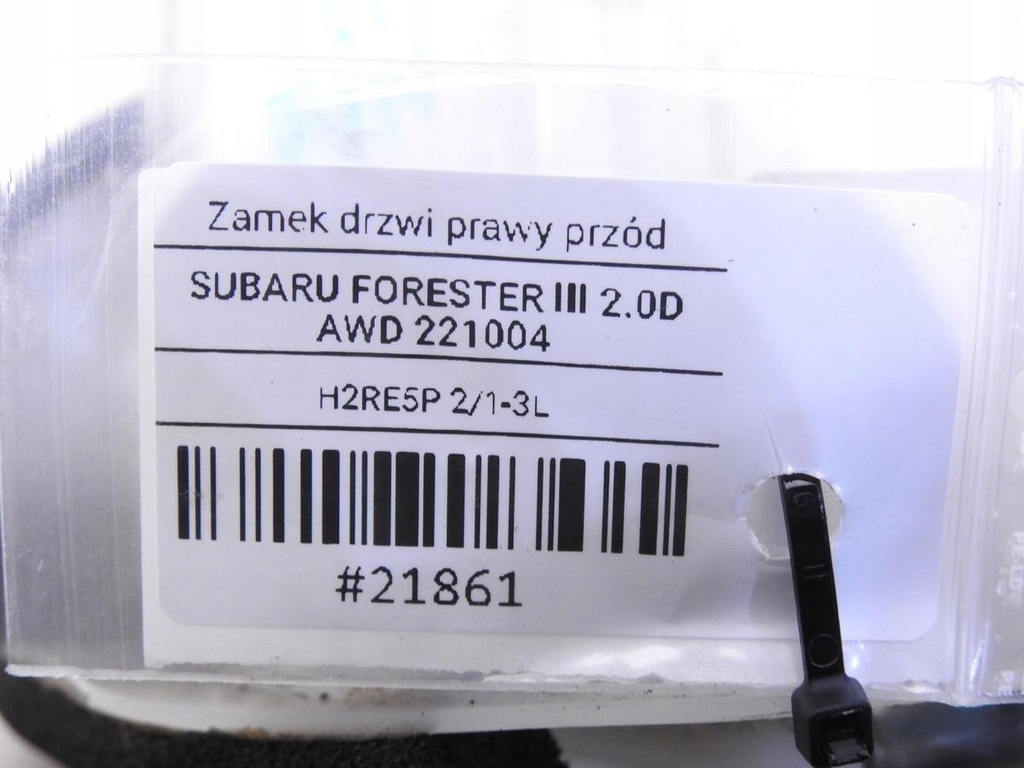 Zamek drzwi prawy przód
SUBARU FORESTER III 2.0D
AWD 221004
H2RE5P 2/1-3L
#21861